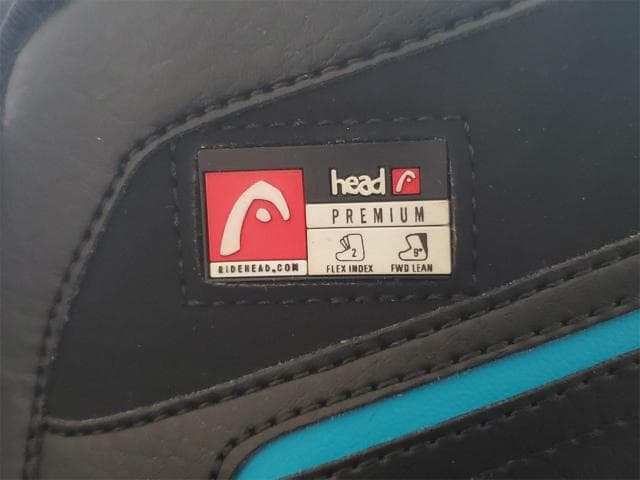 head
PREMIUM
RIDEHEAD.COM
2
FLEX INDEX
9°
FWD LEAN